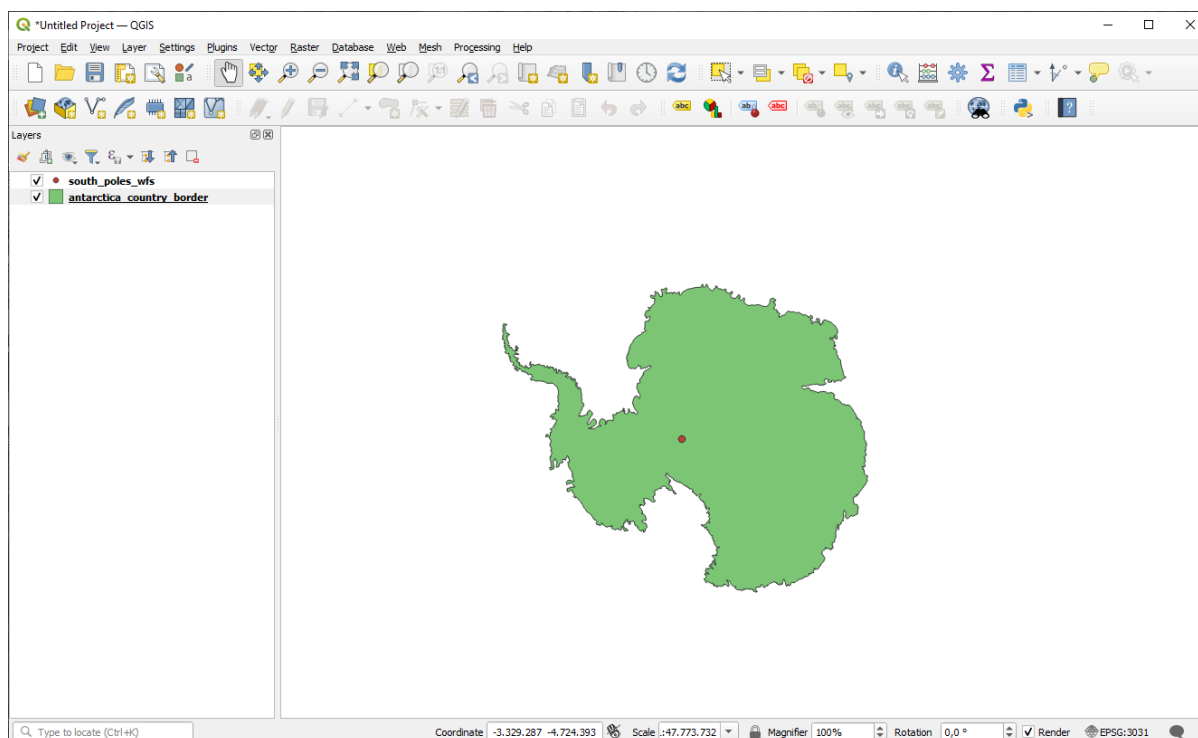 *Untitled Project — QGIS
Project Edit View Layer Settings Plugins Vector Raster Database Web Mesh Processing Help
abc abc
Layers
south_poles_wfs
antarctica_country_border
Type to locate (Ctrl+K) Coordinate -3.329.287 -4.724.393 Scale .:47.773.732 Magnifier 100% Rotation 0,0 ° Render EPSG:3031